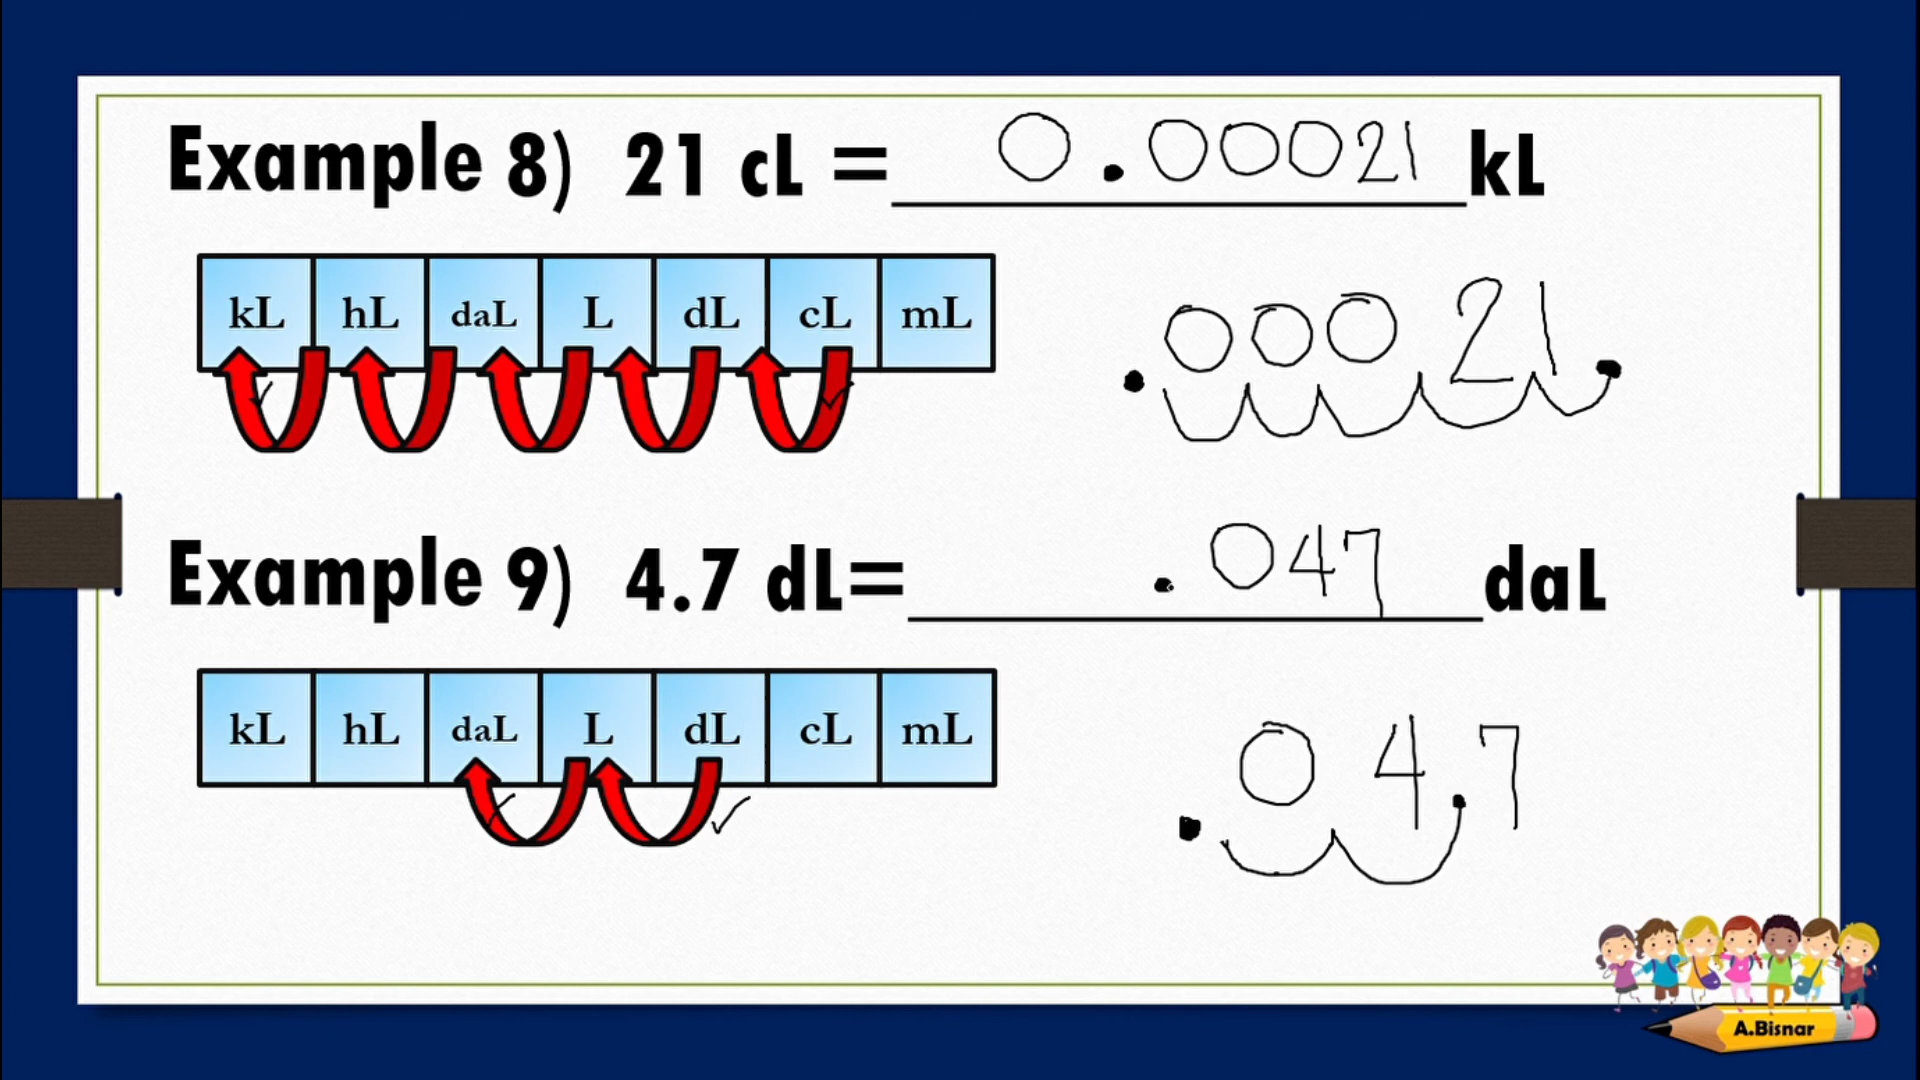 Example 8) 21 cL = 0.00021 kL
kL hL daL L dL cL mL
.00021.
Example 9) 4.7 dL= .047 daL
kL hL daL L dL cL mL
.04.7
A.Bisnar